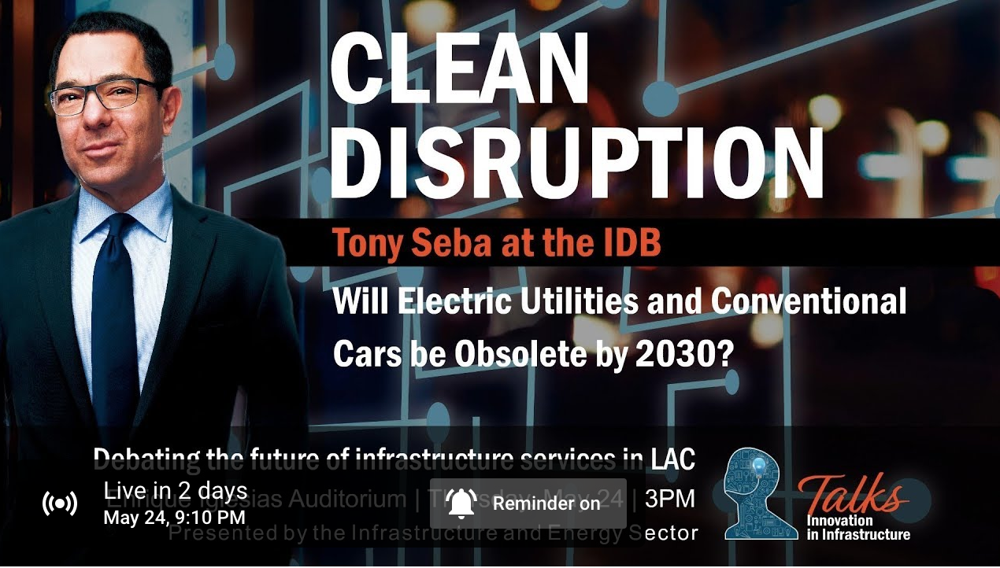 CLEAN
DISRUPTION
Tony Seba at the IDB
Will Electric Utilities and Conventional
Cars be Obsolete by 2030?
Debating the future of infrastructure services in LAC
Live in 2 days
May 24, 9:10 PM
Reminder on
Enrique Iglesias Auditorium | Thursday, May 24 | 3PM
Presented by the Infrastructure and Energy Sector
Talks
Innovation
in Infrastructure